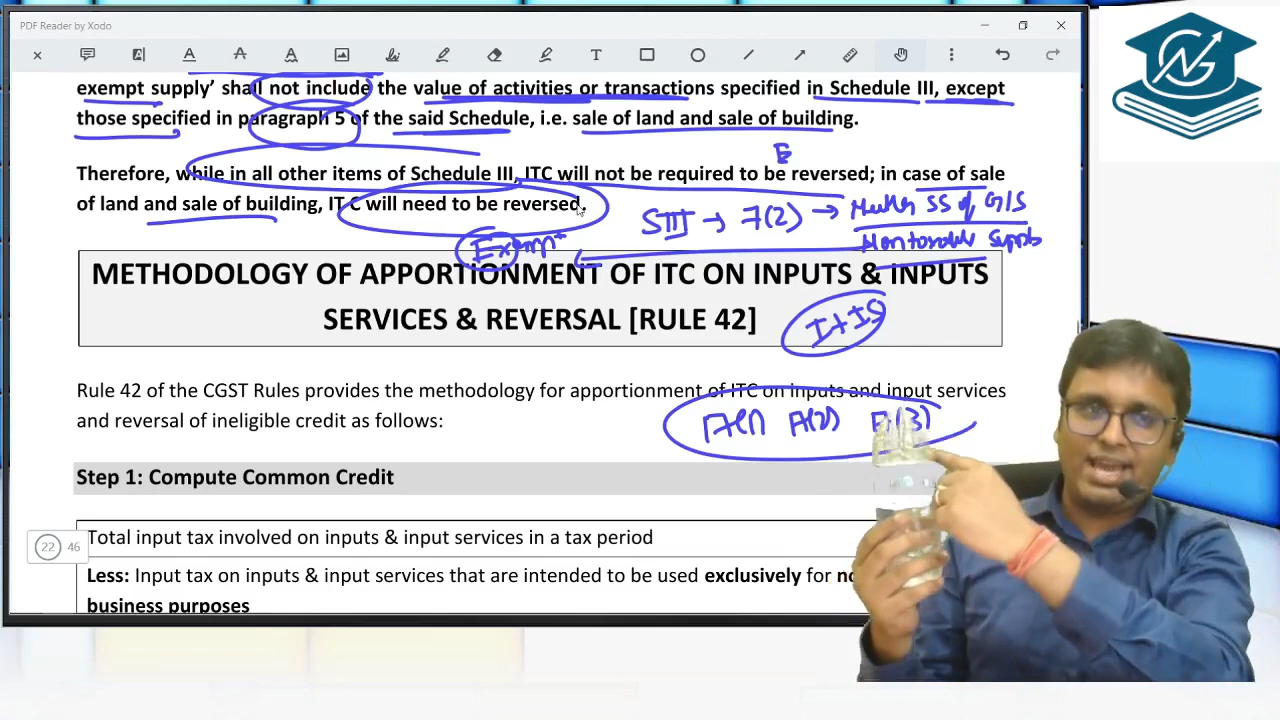 PDF Reader by Xodo
exempt supply’ shall not include the value of activities or transactions specified in Schedule III, except
those specified in paragraph 5 of the said Schedule, i.e. sale of land and sale of building.
E
Therefore, while in all other items of Schedule III, ITC will not be required to be reversed; in case of sale
of land and sale of building, ITC will need to be reversed.
SIII → 7(2) → Neither SS of G/S
Nontaxable Supply
Exempt
METHODOLOGY OF APPORTIONMENT OF ITC ON INPUTS & INPUTS
SERVICES & REVERSAL [RULE 42]
I+IS
Rule 42 of the CGST Rules provides the methodology for apportionment of ITC on inputs and input services
and reversal of ineligible credit as follows:
Step 1: Compute Common Credit
Total input tax involved on inputs & input services in a tax period
22 46
Less: Input tax on inputs & input services that are intended to be used exclusively for
business purposes